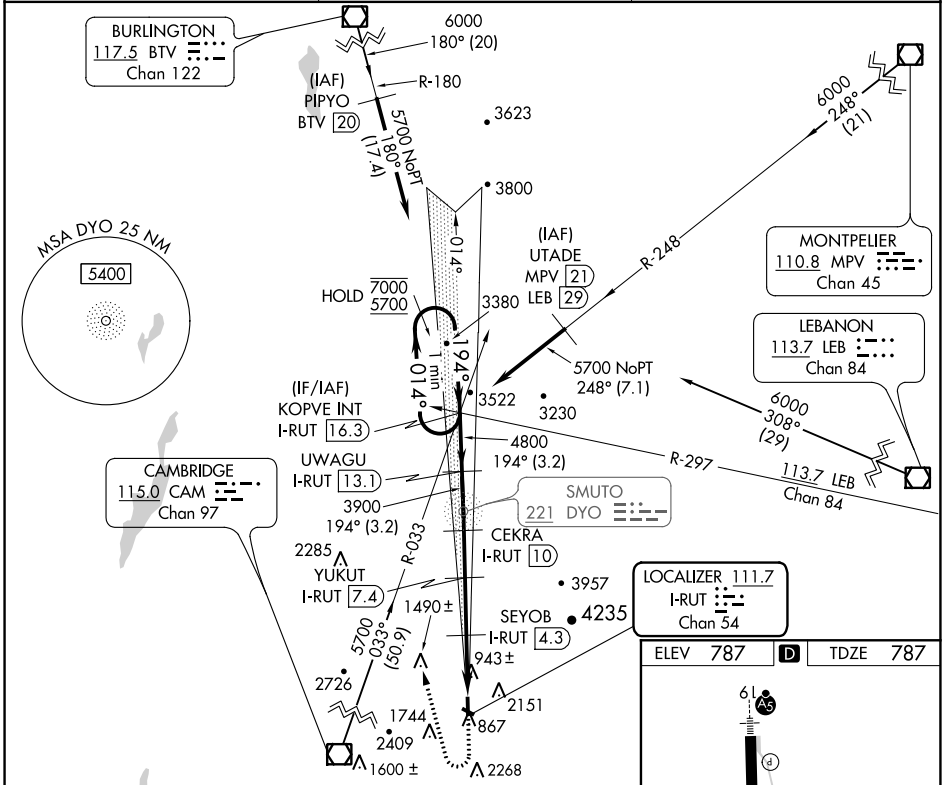 BURLINGTON
117.5 BTV
Chan 122
6000
180° (20)
R-180
(IAF)
PIPYO
BTV 20
5700 NoPT
180°
(17.4)
3623
3800
6000
248°
(21)
R-248
MONTPELIER
110.8 MPV
Chan 45
MSA DYO 25 NM
5400
014°
(IAF)
UTADE
MPV 21
LEB 29
HOLD 7000
5700
3380
194°
1 min
014°
5700 NoPT
248° (7.1)
LEBANON
113.7 LEB
Chan 84
(IF/IAF)
KOPVE INT
I-RUT 16.3
3522
3230
6000
308°
(29)
4800
194° (3.2)
R-297
113.7 LEB
Chan 84
UWAGU
I-RUT 13.1
CAMBRIDGE
115.0 CAM
Chan 97
3900
194° (3.2)
SMUTO
221 DYO
R-033
CEKRA
I-RUT 10
2285
YUKUT
I-RUT 7.4
3957
LOCALIZER 111.7
I-RUT
Chan 54
1490 ±
SEYOB
I-RUT 4.3
4235
5700
033°
(50.9)
943 ±
ELEV 787 D TDZE 787
2726
2151
1744
867
2409
1600 ±
2268
6 L
A5
P